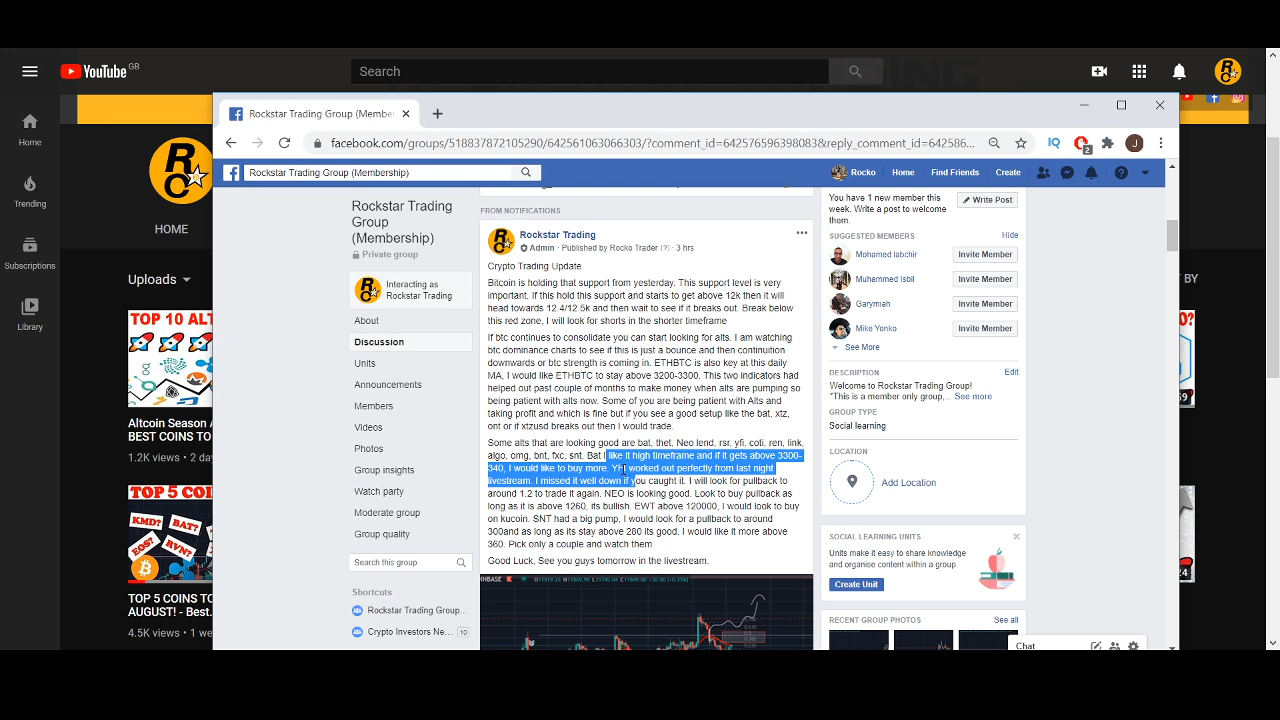 YouTube GB
Search
Home
Trending
Subscriptions
Library
HOME
Uploads
TOP 10 ALT
Altcoin Season
BEST COINS TO
1.2K views • 2 we
KMD?
BAT?
EOS?
RVN?
TOP 5 COINS
TOP 5 COINS TO
AUGUST! - Best
4.5K views • 1 we
BY
Rockstar Trading Group (Membe
facebook.com/groups/518837872105290/642561063066303/?comment_id=642576596398083&reply_comment_id=642586...
IQ
2
J
Rockstar Trading Group (Membership)
Rocko
Home
Find Friends
Create
Rockstar Trading
Group
(Membership)
Private group
Interacting as
Rockstar Trading
About
Discussion
Units
Announcements
Members
Videos
Photos
Group insights
Watch party
Moderate group
Group quality
Search this group
Shortcuts
Rockstar Trading Group...
Crypto Investors Ne... 10
FROM NOTIFICATIONS
Rockstar Trading
Admin · Published by Rocko Trader [?] · 3 hrs
Crypto Trading Update
Bitcoin is holding that support from yesterday. This support level is very
important. If this hold this support and starts to get above 12k then it will
head towards 12.4/12.5k and then wait to see if it breaks out. Break below
this red zone, I will look for shorts in the shorter timeframe
If btc continues to consolidate you can start looking for alts. I am watching
btc dominance charts to see if this is just a bounce and then continution
downwards or btc strength is coming in. ETHBTC is also key at this daily
MA, I would like ETHBTC to stay above 3200-3300. This two indicators had
helped out past couple of months to make money when alts are pumping so
being patient with alts now. Some of you are being patient with Alts and
taking profit and which is fine but if you see a good setup like the bat, xtz,
ont or if xtzusd breaks out then I would trade.
Some alts that are looking good are bat, thet, Neo lend, rsr, yfi, coti, ren, link,
algo, omg, bnt, fxc, snt. Bat I like it high timeframe and if it gets above 3300-
340, I would like to buy more. YFI worked out perfectly from last night
livestream. I missed it well down if you caught it. I will look for pullback to
around 1.2 to trade it again. NEO is looking good. Look to buy pullback as
long as it is above 1260, its bullish. EWT above 120000, I would look to buy
on kucoin. SNT had a big pump, I would look for a pullback to around
300and as long as its stay above 280 its good. I would like it more above
360. Pick only a couple and watch them
Good Luck, See you guys tomorrow in the livestream.
You have 1 new member this
week. Write a post to welcome
them.
Write Post
SUGGESTED MEMBERS
Hide
Mohamed labchir
Invite Member
Muhammed Isbil
Invite Member
Garymiah
Invite Member
Mike Yonko
Invite Member
See More
DESCRIPTION
Edit
Welcome to Rockstar Trading Group!
*This is a member only group,... See more
GROUP TYPE
Social learning
LOCATION
Add Location
SOCIAL LEARNING UNITS
Units make it easy to share knowledge
and organise content within a group.
Create Unit
RECENT GROUP PHOTOS
See all
Chat